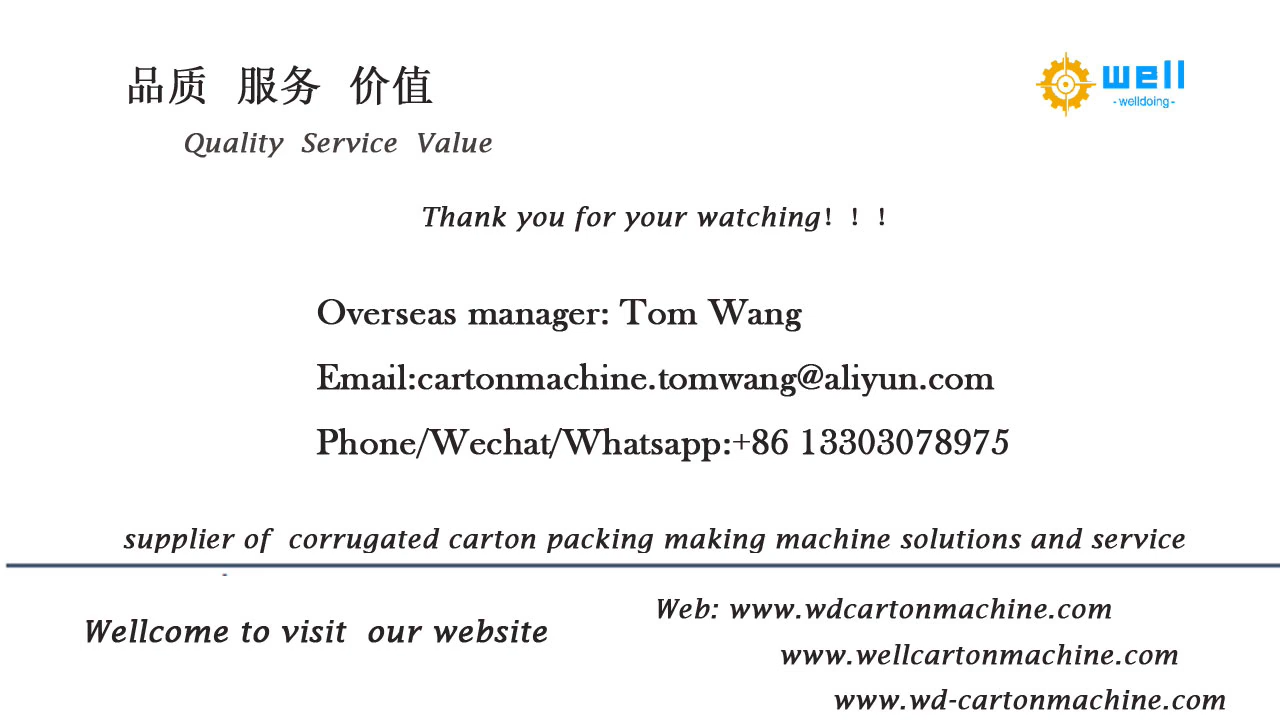 品质 服务 价值
well
-welldoing-
Quality Service Value
Thank you for your watching！！！
Overseas manager: Tom Wang
Email:cartonmachine.tomwang@aliyun.com
Phone/Wechat/Whatsapp:+86 13303078975
supplier of corrugated carton packing making machine solutions and service
Wellcome to visit our website
Web: www.wdcartonmachine.com
www.wellcartonmachine.com
www.wd-cartonmachine.com